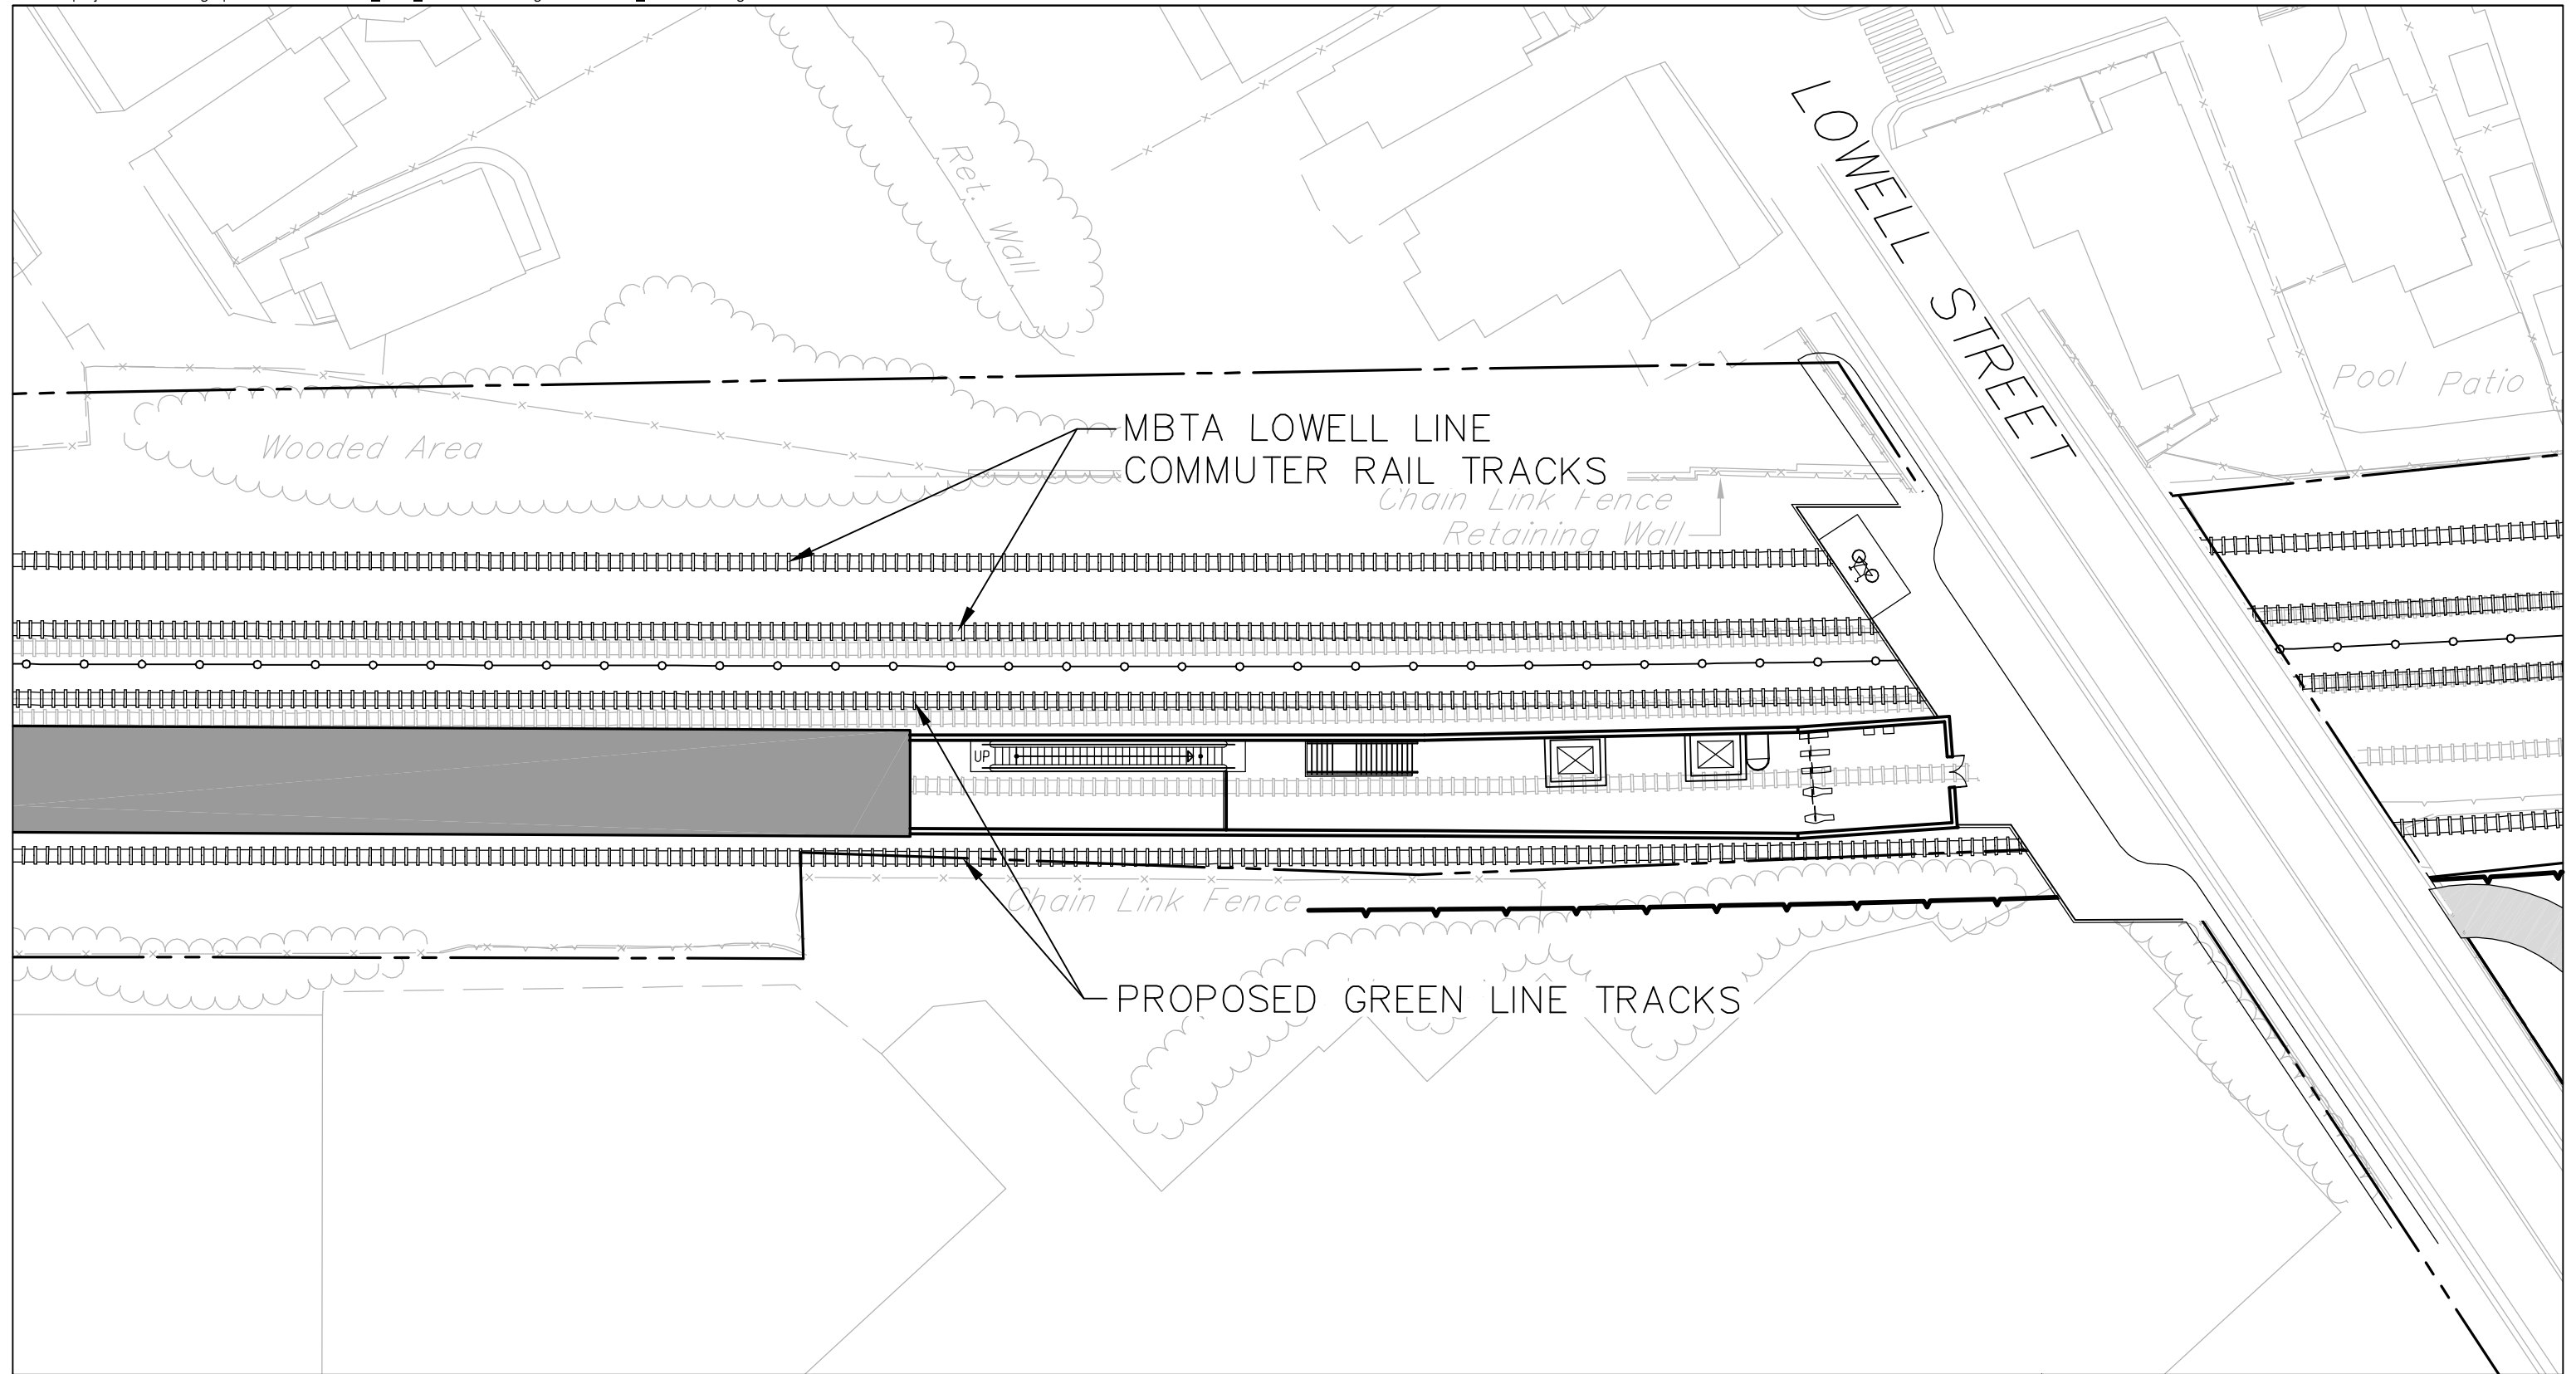 LOWELL STREET
Ret. Wall
Pool Patio
MBTA LOWELL LINE
COMMUTER RAIL TRACKS
Wooded Area
Chain Link Fence
Retaining Wall
UP
Chain Link Fence
PROPOSED GREEN LINE TRACKS